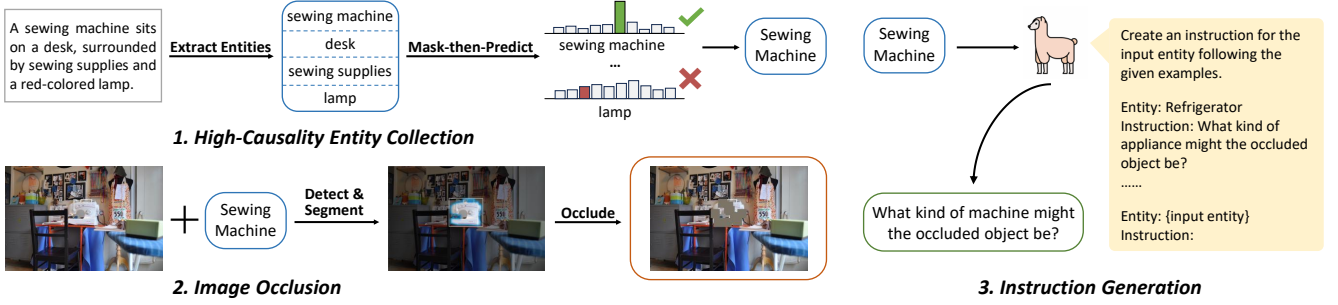 A sewing machine sits
on a desk, surrounded
by sewing supplies and
a red-colored lamp.
Extract Entities
sewing machine
desk
sewing supplies
lamp
Mask-then-Predict
sewing machine
...
lamp
Sewing
Machine
1. High-Causality Entity Collection
Sewing
Machine
Detect &
Segment
Occlude
2. Image Occlusion
Sewing
Machine
Create an instruction for the
input entity following the
given examples.
Entity: Refrigerator
Instruction: What kind of
appliance might the occluded
object be?
......
Entity: {input entity}
Instruction:
What kind of machine might
the occluded object be?
3. Instruction Generation